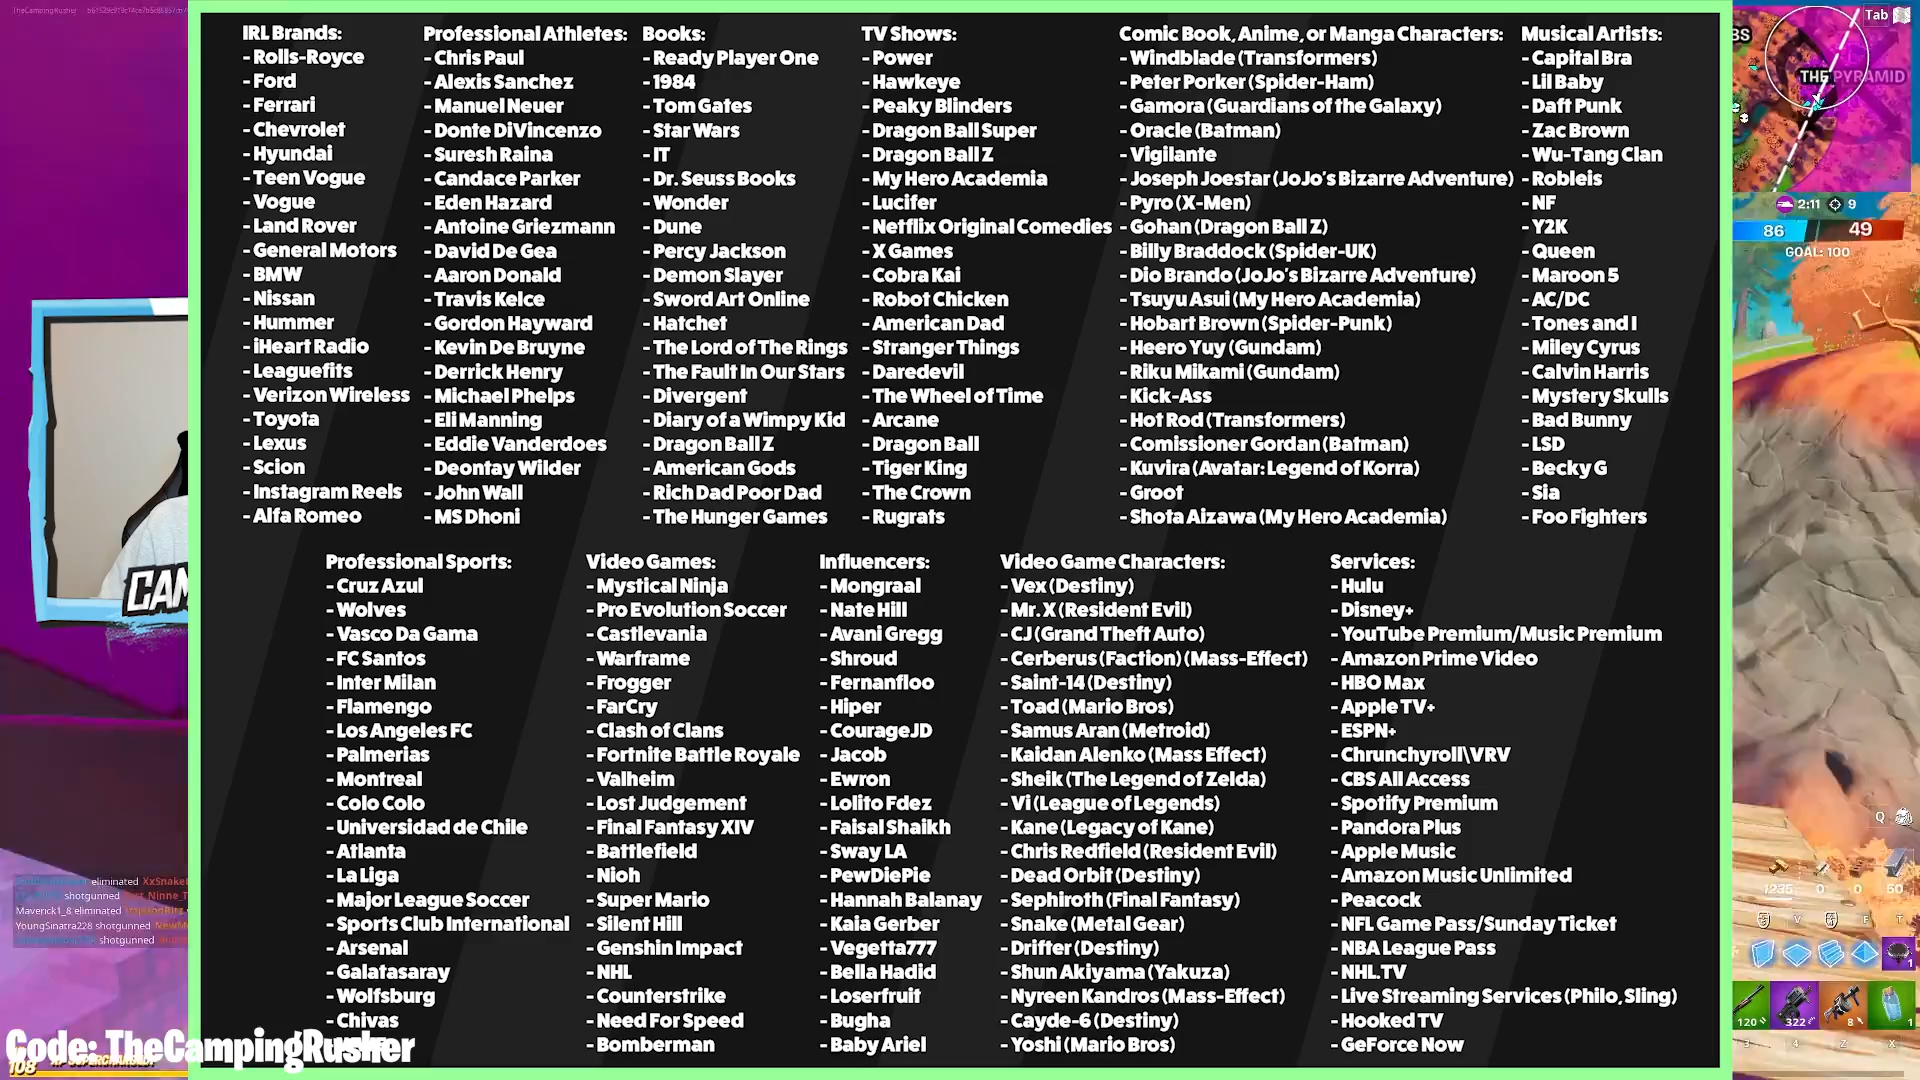 IRL Brands:
- Rolls-Royce
- Ford
- Ferrari
- Chevrolet
- Hyundai
- Teen Vogue
- Vogue
- Land Rover
- General Motors
- BMW
- Nissan
- Hummer
- iHeart Radio
- Leaguefits
- Verizon Wireless
- Toyota
- Lexus
- Scion
- Instagram Reels
- Alfa Romeo
Professional Athletes:
- Chris Paul
- Alexis Sanchez
- Manuel Neuer
- Donte DiVincenzo
- Suresh Raina
- Candace Parker
- Eden Hazard
- Antoine Griezmann
- David De Gea
- Aaron Donald
- Travis Kelce
- Gordon Hayward
- Kevin De Bruyne
- Derrick Henry
- Michael Phelps
- Eli Manning
- Eddie Vanderdoes
- Deontay Wilder
- John Wall
- MS Dhoni
Books:
- Ready Player One
- 1984
- Tom Gates
- Star Wars
- IT
- Dr. Seuss Books
- Wonder
- Dune
- Percy Jackson
- Demon Slayer
- Sword Art Online
- Hatchet
- The Lord of The Rings
- The Fault In Our Stars
- Divergent
- Diary of a Wimpy Kid
- Dragon Ball Z
- American Gods
- Rich Dad Poor Dad
- The Hunger Games
TV Shows:
- Power
- Hawkeye
- Peaky Blinders
- Dragon Ball Super
- Dragon Ball Z
- My Hero Academia
- Lucifer
- Netflix Original Comedies
- X Games
- Cobra Kai
- Robot Chicken
- American Dad
- Stranger Things
- Daredevil
- The Wheel of Time
- Arcane
- Dragon Ball
- Tiger King
- The Crown
- Rugrats
Comic Book, Anime, or Manga Characters:
- Windblade (Transformers)
- Peter Porker (Spider-Ham)
- Gamora (Guardians of the Galaxy)
- Oracle (Batman)
- Vigilante
- Joseph Joestar (JoJo's Bizarre Adventure)
- Pyro (X-Men)
- Gohan (Dragon Ball Z)
- Billy Braddock (Spider-UK)
- Dio Brando (JoJo's Bizarre Adventure)
- Tsuyu Asui (My Hero Academia)
- Hobart Brown (Spider-Punk)
- Heero Yuy (Gundam)
- Riku Mikami (Gundam)
- Kick-Ass
- Hot Rod (Transformers)
- Comissioner Gordan (Batman)
- Kuvira (Avatar: Legend of Korra)
- Groot
- Shota Aizawa (My Hero Academia)
Musical Artists:
- Capital Bra
- Lil Baby
- Daft Punk
- Zac Brown
- Wu-Tang Clan
- Robleis
- NF
- Y2K
- Queen
- Maroon 5
- AC/DC
- Tones and I
- Miley Cyrus
- Calvin Harris
- Mystery Skulls
- Bad Bunny
- LSD
- Becky G
- Sia
- Foo Fighters
Professional Sports:
- Cruz Azul
- Wolves
- Vasco Da Gama
- FC Santos
- Inter Milan
- Flamengo
- Los Angeles FC
- Palmerias
- Montreal
- Colo Colo
- Universidad de Chile
- Atlanta
- La Liga
- Major League Soccer
- Sports Club International
- Arsenal
- Galatasaray
- Wolfsburg
- Chivas
Video Games:
- Mystical Ninja
- Pro Evolution Soccer
- Castlevania
- Warframe
- Frogger
- FarCry
- Clash of Clans
- Fortnite Battle Royale
- Valheim
- Lost Judgement
- Final Fantasy XIV
- Battlefield
- Nioh
- Super Mario
- Silent Hill
- Genshin Impact
- NHL
- Counterstrike
- Need For Speed
- Bomberman
Influencers:
- Mongraal
- Nate Hill
- Avani Gregg
- Shroud
- Fernanfloo
- Hiper
- CourageJD
- Jacob
- Ewron
- Lolito Fdez
- Faisal Shaikh
- Sway LA
- PewDiePie
- Hannah Balanay
- Kaia Gerber
- Vegetta777
- Bella Hadid
- Loserfruit
- Bugha
- Baby Ariel
Video Game Characters:
- Vex (Destiny)
- Mr. X (Resident Evil)
- CJ (Grand Theft Auto)
- Cerberus (Faction) (Mass-Effect)
- Saint-14 (Destiny)
- Toad (Mario Bros)
- Samus Aran (Metroid)
- Kaidan Alenko (Mass Effect)
- Sheik (The Legend of Zelda)
- Vi (League of Legends)
- Kane (Legacy of Kane)
- Chris Redfield (Resident Evil)
- Dead Orbit (Destiny)
- Sephiroth (Final Fantasy)
- Snake (Metal Gear)
- Drifter (Destiny)
- Shun Akiyama (Yakuza)
- Nyreen Kandros (Mass-Effect)
- Cayde-6 (Destiny)
- Yoshi (Mario Bros)
Services:
- Hulu
- Disney+
- YouTube Premium/Music Premium
- Amazon Prime Video
- HBO Max
- Apple TV+
- ESPN+
- Chrunchyroll\VRV
- CBS All Access
- Spotify Premium
- Pandora Plus
- Apple Music
- Amazon Music Unlimited
- Peacock
- NFL Game Pass/Sunday Ticket
- NBA League Pass
- NHL.TV
- Live Streaming Services (Philo, Sling)
- Hooked TV
- GeForce Now
TheCampingRusher
CAM
eliminated XxSnake
shotgunned
Maverick1_8 eliminated
YoungSinatra228 shotgunned
shotgunned
Code: TheCampingRusher
108
Tab
THE PYRAMID
2:11 9
86 49
GOAL: 100
Q
1235 0 0 50
V F T
1
120 322 8 1
3 4 Z X